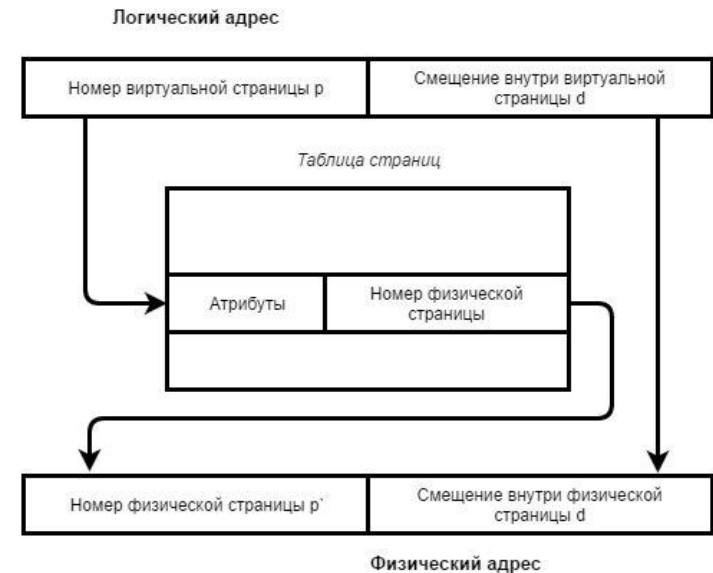 Логический адрес
Номер виртуальной страницы p
Смещение внутри виртуальной
страницы d
Таблица страниц
Атрибуты
Номер физической
страницы
Номер физической страницы p`
Смещение внутри физической
страницы d
Физический адрес